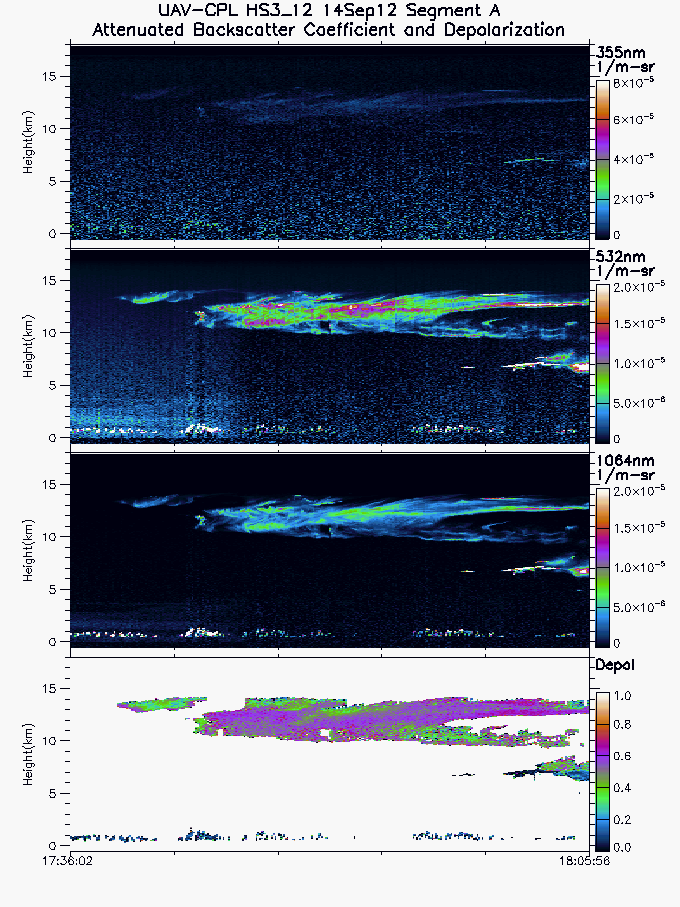 UAV-CPL HS3_12 14Sep12 Segment A
Attenuated Backscatter Coefficient and Depolarization
355nm
1/m-sr
Height(km)
15
10
5
0
8×10⁻⁵
6×10⁻⁵
4×10⁻⁵
2×10⁻⁵
0
532nm
1/m-sr
Height(km)
15
10
5
0
2.0×10⁻⁵
1.5×10⁻⁵
1.0×10⁻⁵
5.0×10⁻⁶
0
1064nm
1/m-sr
Height(km)
15
10
5
0
2.0×10⁻⁵
1.5×10⁻⁵
1.0×10⁻⁵
5.0×10⁻⁶
0
Depol
Height(km)
15
10
5
0
1.0
0.8
0.6
0.4
0.2
0.0
17:36:02 18:05:56